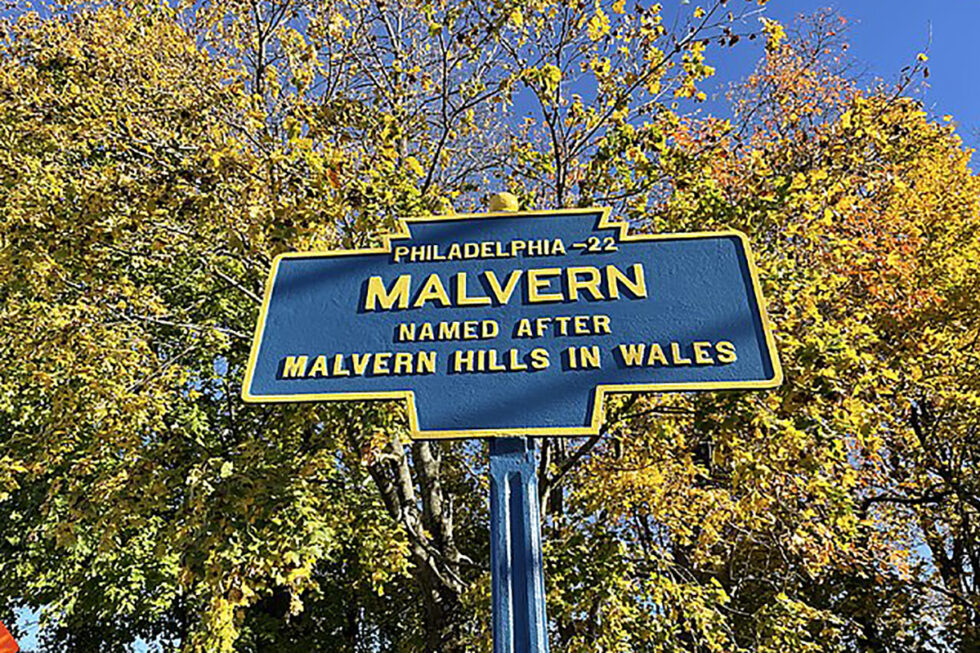 PHILADELPHIA -22
MALVERN
NAMED AFTER
MALVERN HILLS IN WALES